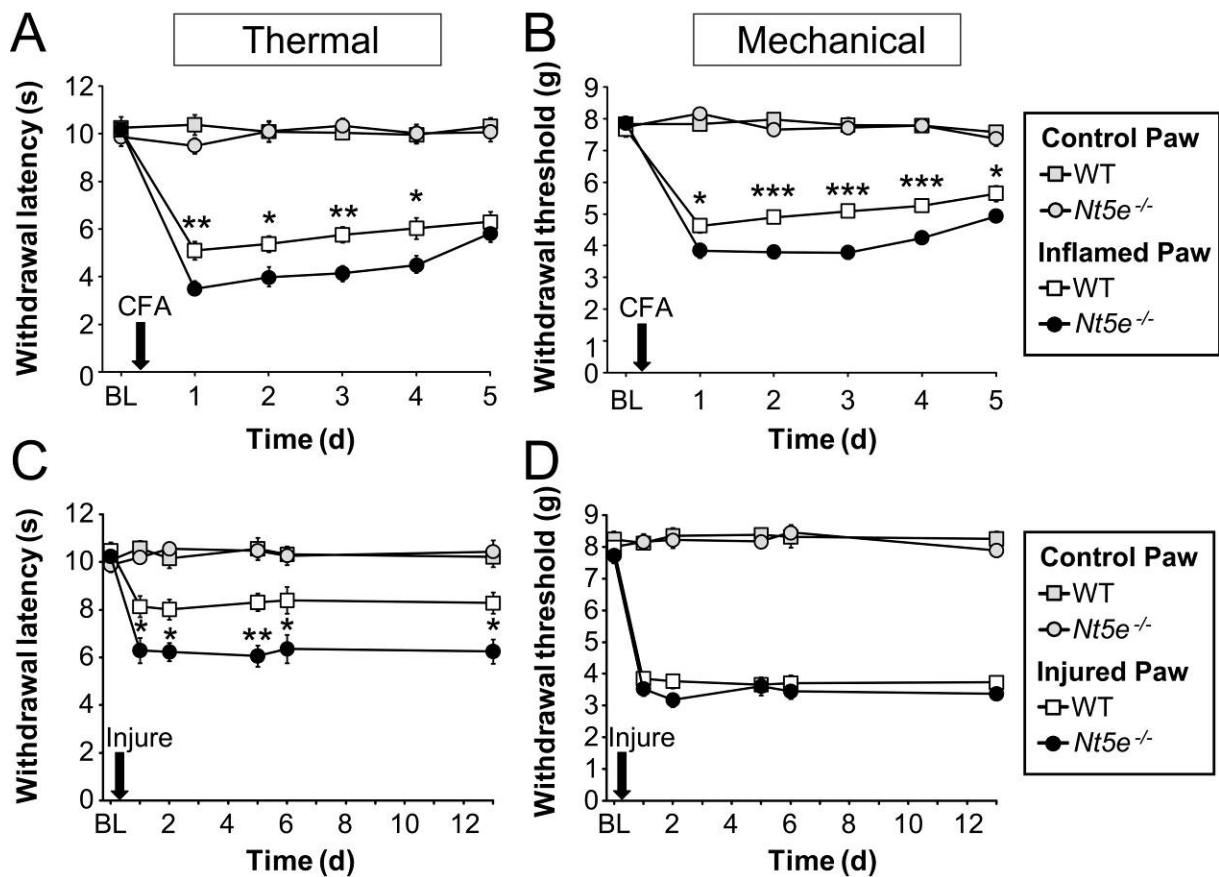 A
Thermal
Withdrawal latency (s)
12
10
8
6
4
2
0
**
*
**
*
CFA
BL
1
2
3
4
5
Time (d)
B
Mechanical
Withdrawal threshold (g)
9
8
7
6
5
4
3
2
1
0
*
***
***
***
*
CFA
BL
1
2
3
4
5
Time (d)
Control Paw
WT
Nt5e -/-
Inflamed Paw
WT
Nt5e -/-
C
Withdrawal latency (s)
12
10
8
6
4
2
0
*
*
**
*
*
Injure
BL
2
4
6
8
10
12
Time (d)
D
Withdrawal threshold (g)
9
8
7
6
5
4
3
2
1
0
Injure
BL
2
4
6
8
10
12
Time (d)
Control Paw
WT
Nt5e -/-
Injured Paw
WT
Nt5e -/-